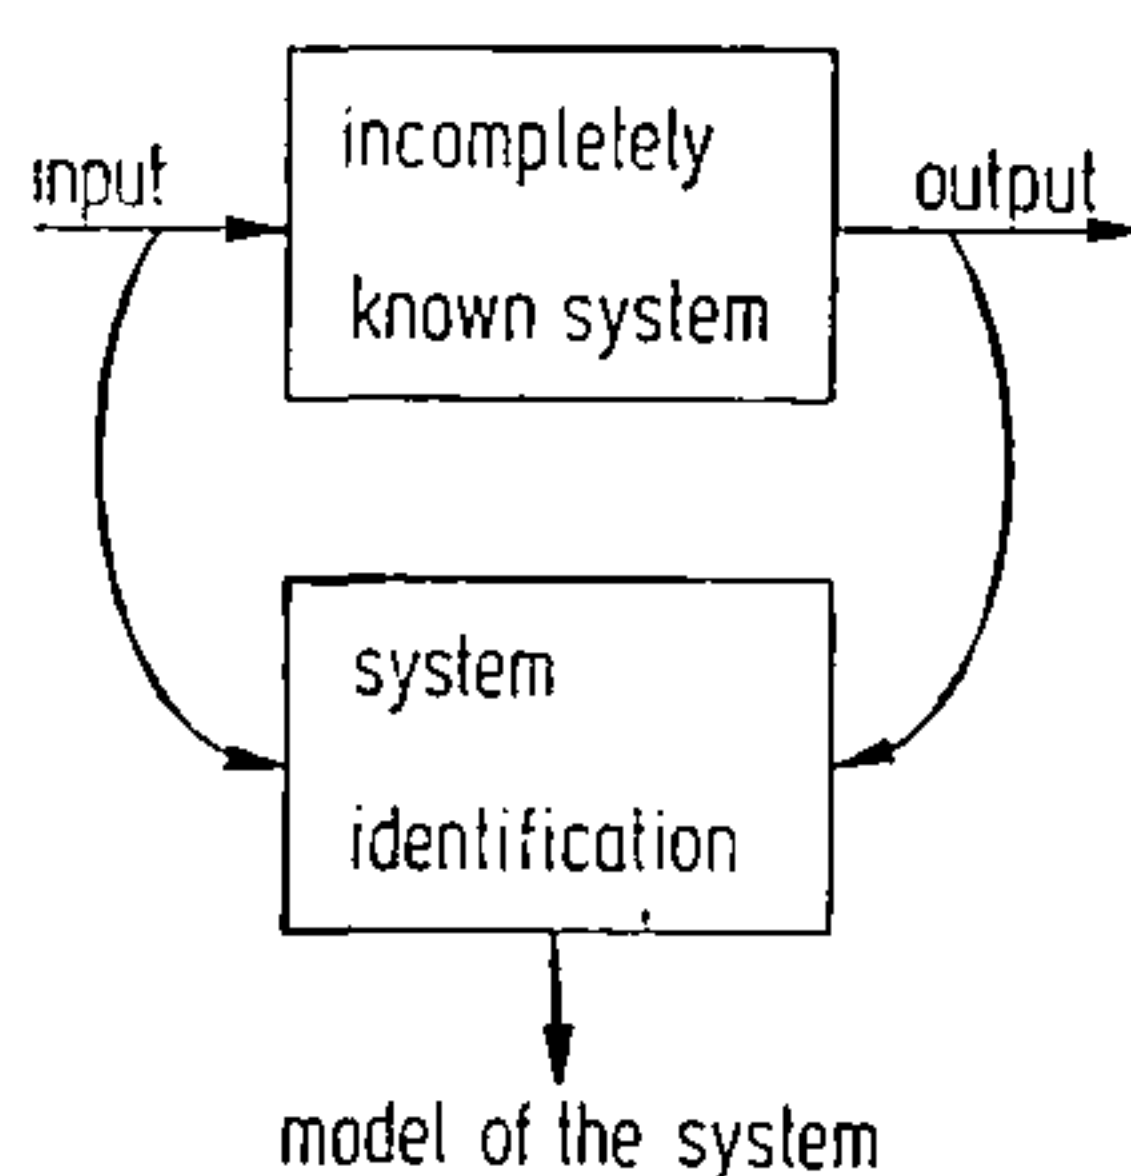 incompletely
input
output
known system
system
identification
model of the system